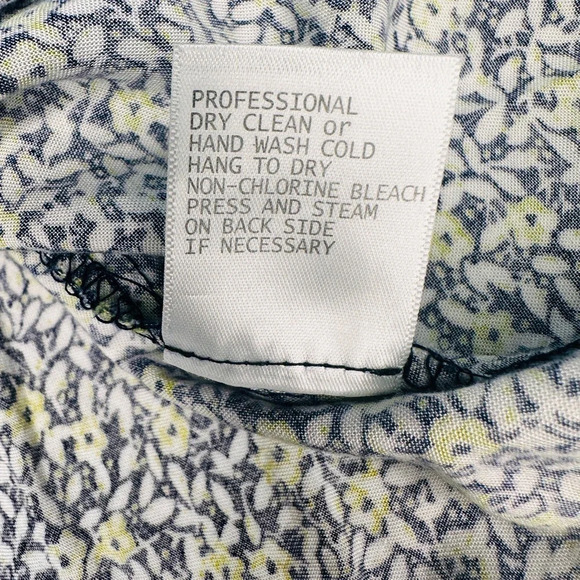 PROFESSIONAL
DRY CLEAN or
HAND WASH COLD
HANG TO DRY
NON-CHLORINE BLEACH
PRESS AND STEAM
ON BACK SIDE
IF NECESSARY